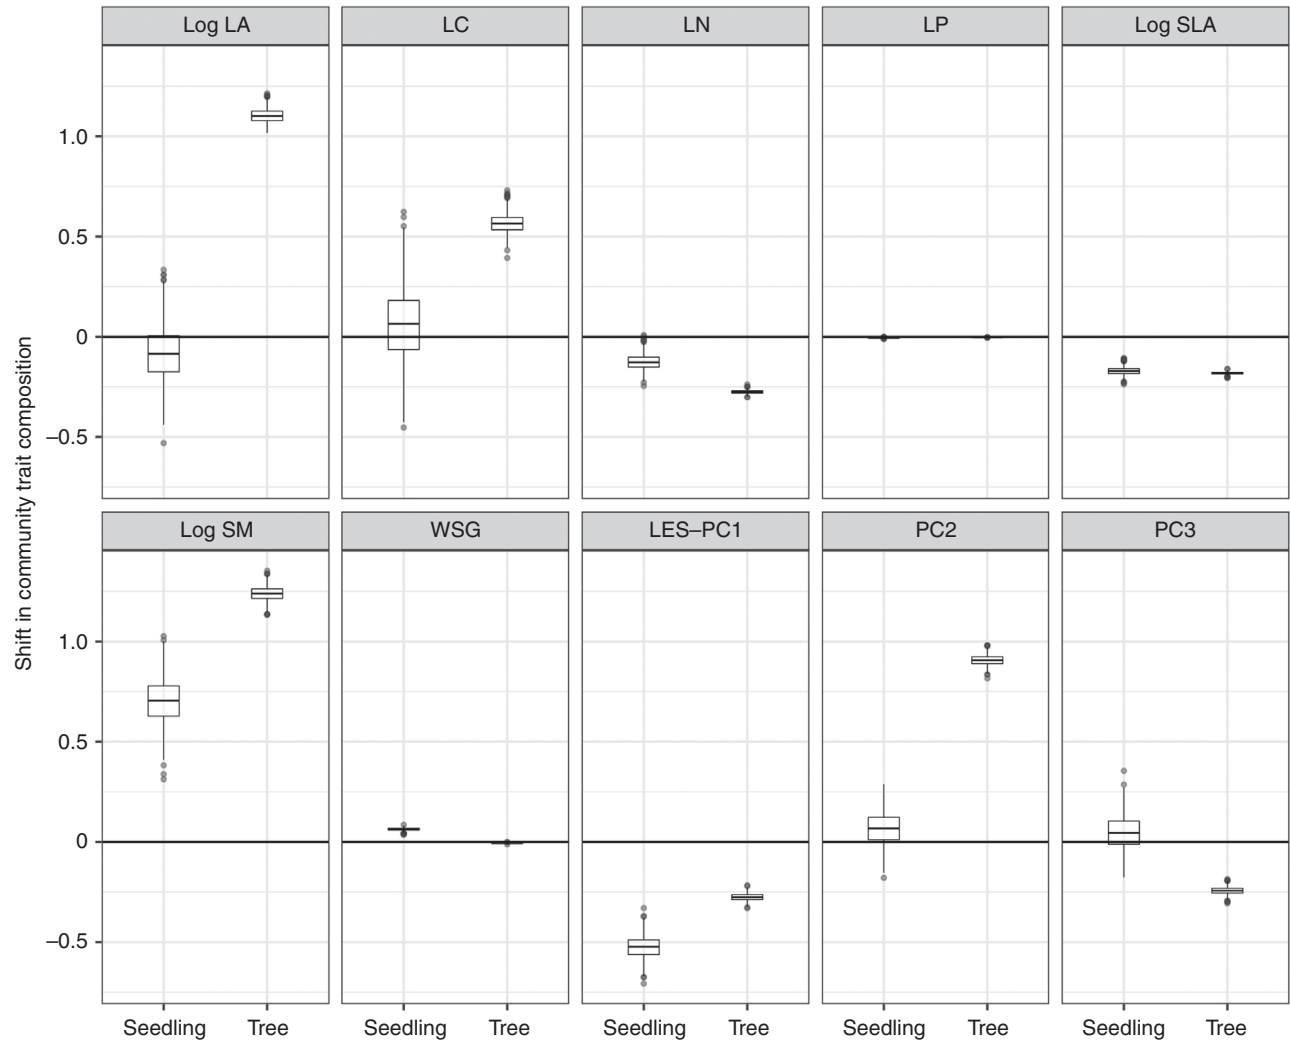 Log LA
LC
LN
LP
Log SLA
1.0
0.5
0
–0.5
Shift in community trait composition
Log SM
WSG
LES–PC1
PC2
PC3
1.0
0.5
0
–0.5
Seedling Tree
Seedling Tree
Seedling Tree
Seedling Tree
Seedling Tree